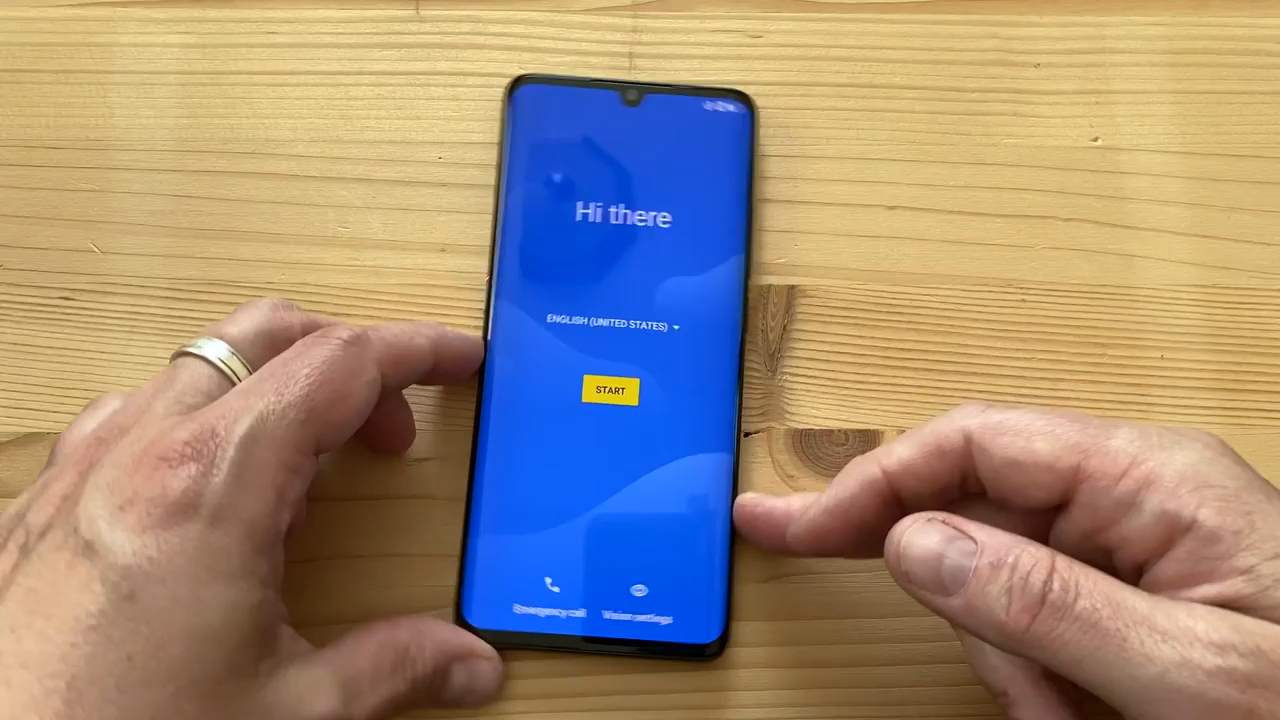 Hi there
ENGLISH (UNITED STATES)
START
Emergency call
Vision settings